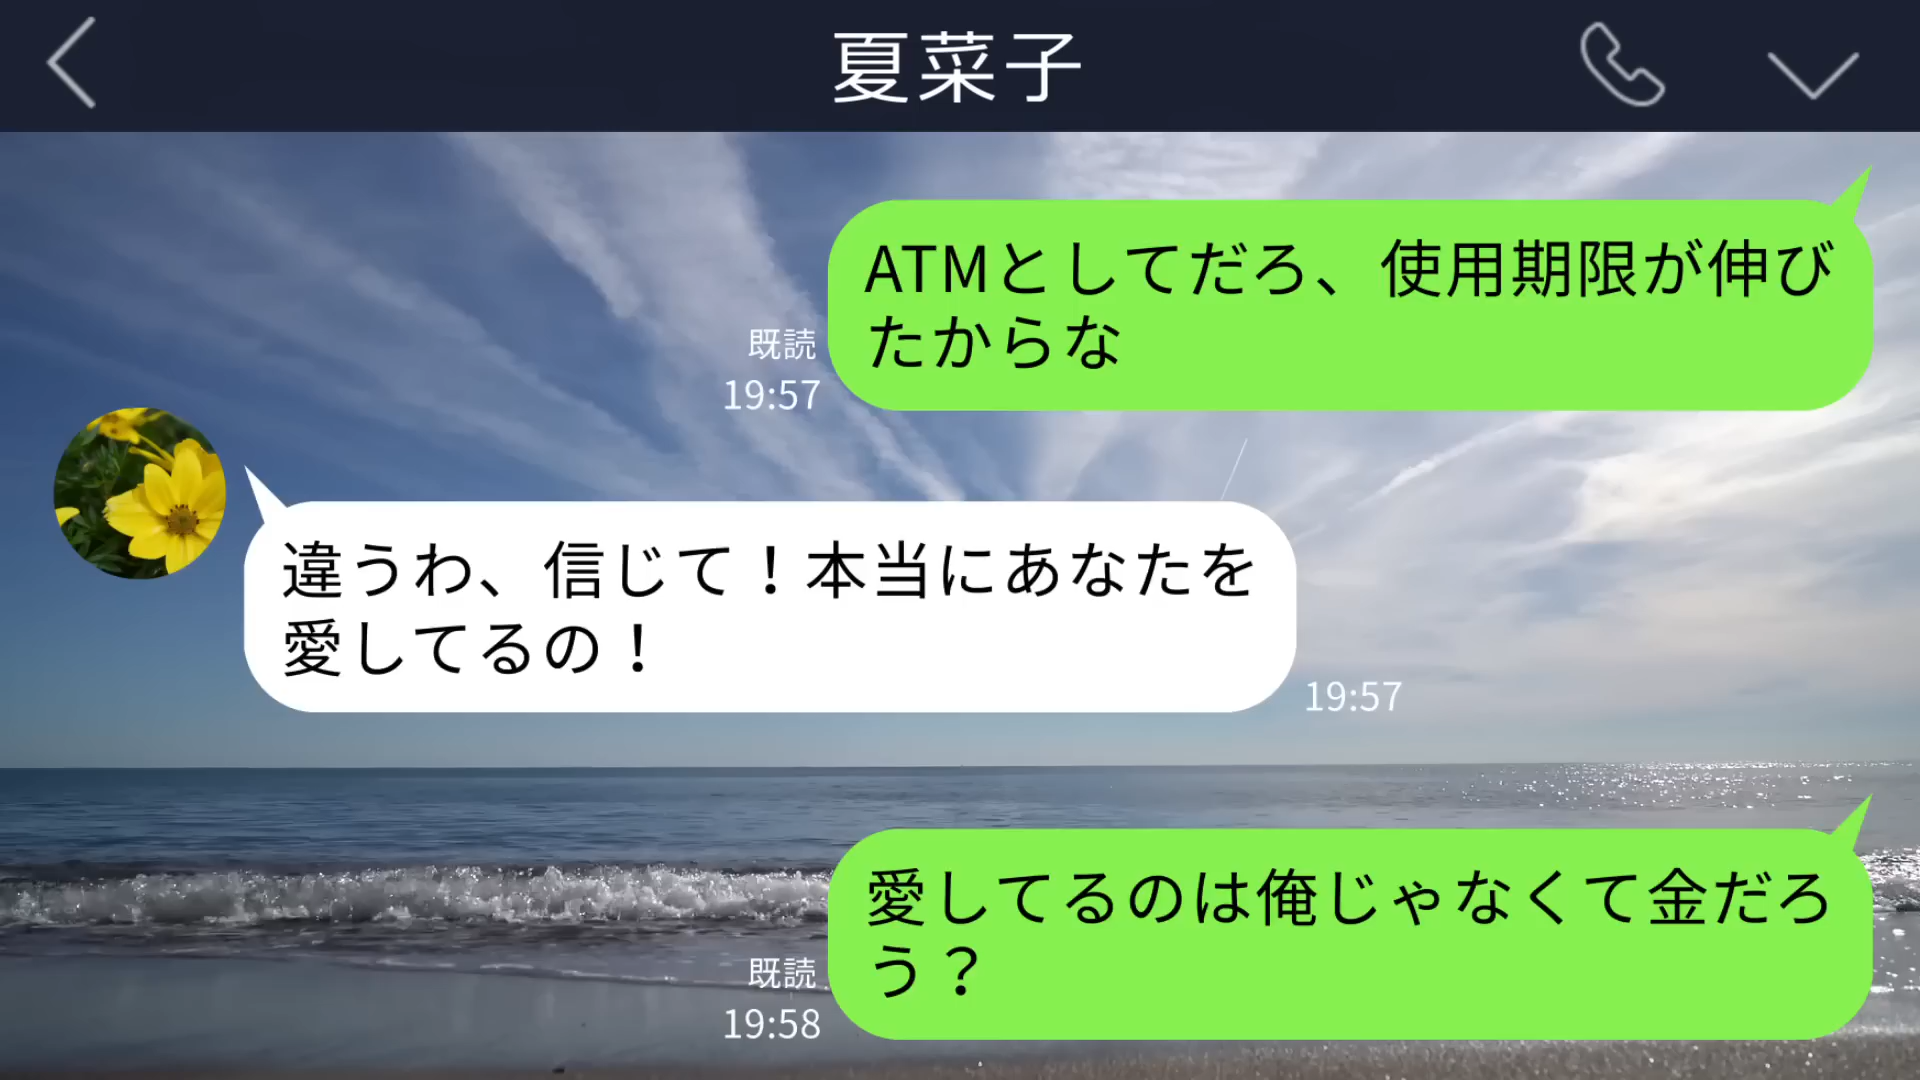 夏菜子
ATMとしてだろ、使用期限が伸び
たからな
既読
19:57
違うわ、信じて！本当にあなたを
愛してるの！
19:57
愛してるのは俺じゃなくて金だろ
う？
既読
19:58